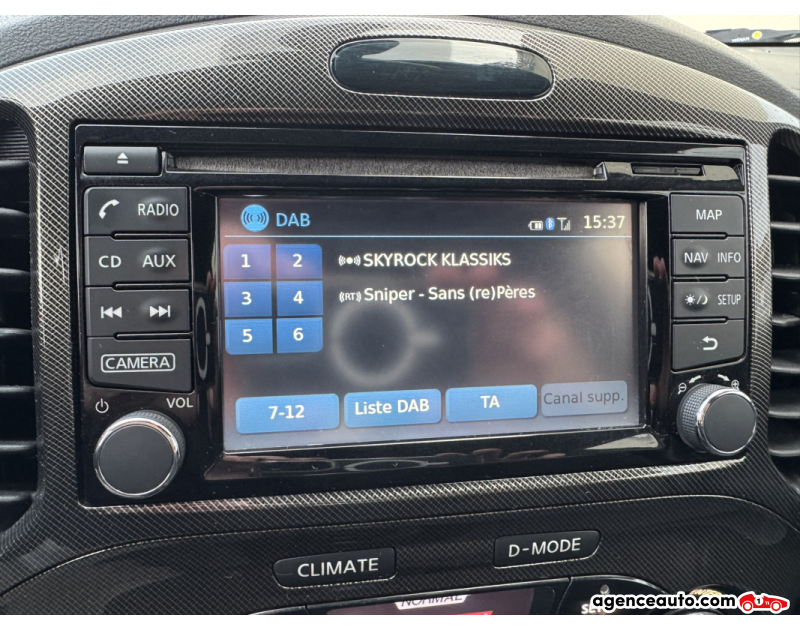 RADIO
CD AUX
CAMERA
VOL
DAB 15:37
1 2
3 4
5 6
SKYROCK KLASSIKS
(RT) Sniper - Sans (re)Pères
7-12 Liste DAB TA Canal supp.
MAP
NAV INFO
SETUP
CLIMATE D-MODE
NORMAL
agenceauto.com